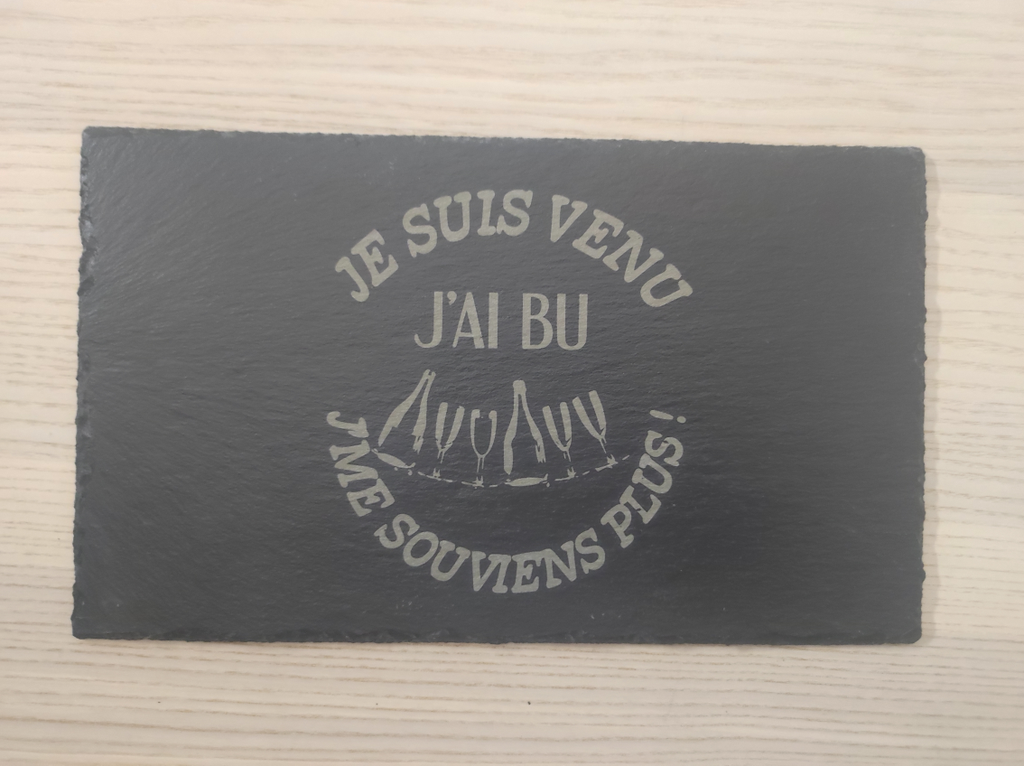 JE SUIS VENU
J'AI BU
J'ME SOUVIENS PLUS !